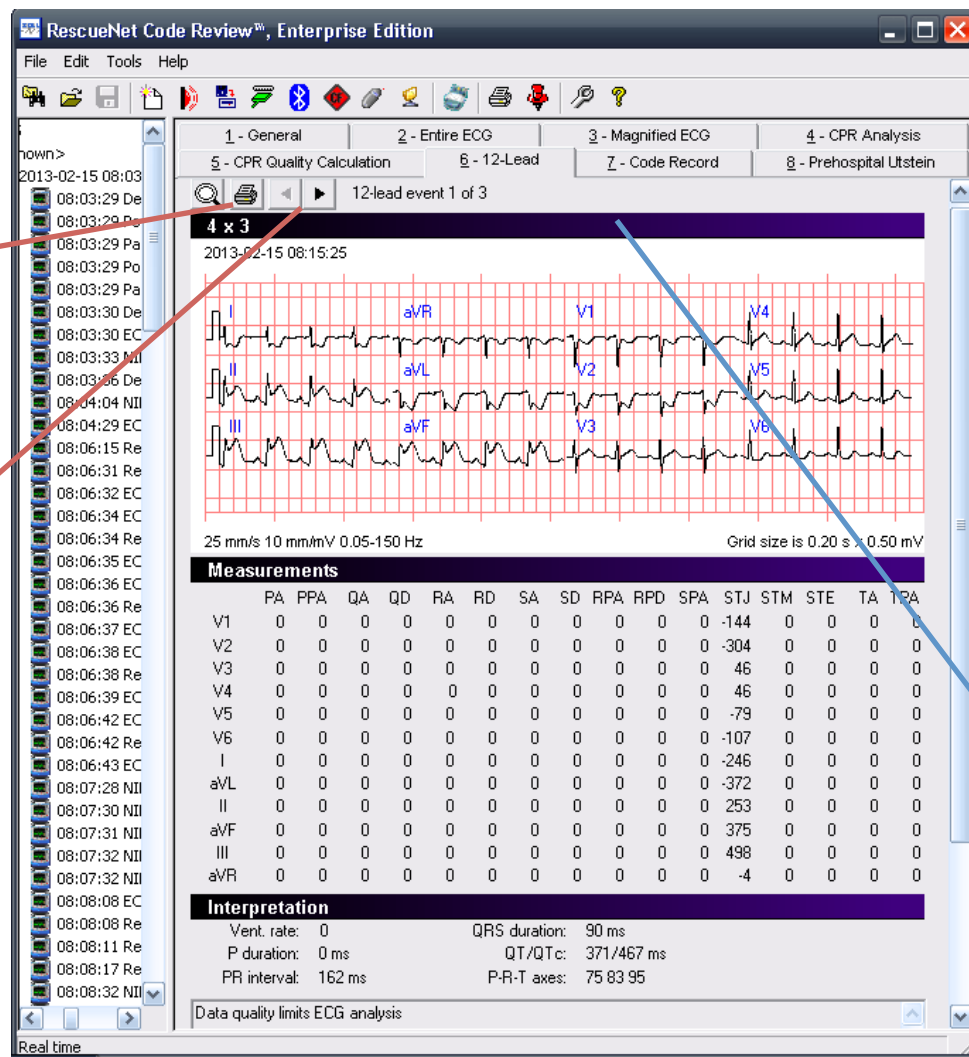 RescueNet Code Review™, Enterprise Edition
File Edit Tools Help
1 - General 2 - Entire ECG 3 - Magnified ECG 4 - CPR Analysis
5 - CPR Quality Calculation 6 - 12-Lead 7 - Code Record 8 - Prehospital Utstein
nown>
2013-02-15 08:03
08:03:29 De
08:03:29
08:03:29 Pa
08:03:29 Po
08:03:29 Pa
08:03:30 De
08:03:30 EC
08:03:33 NII
08:03:36 De
08:04:04 NII
08:04:29 EC
08:06:15 Re
08:06:31 Re
08:06:32 EC
08:06:34 EC
08:06:34 Re
08:06:35 EC
08:06:36 EC
08:06:36 Re
08:06:37 EC
08:06:38 EC
08:06:38 Re
08:06:39 EC
08:06:42 EC
08:06:42 Re
08:06:43 EC
08:07:28 NII
08:07:30 NII
08:07:31 NII
08:07:32 NII
08:07:32 NII
08:08:08 EC
08:08:08 Re
08:08:11 Re
08:08:17 Re
08:08:32 NII
12-lead event 1 of 3
4 x 3
2013-02-15 08:15:25
I aVR V1 V4
II aVL V2 V5
III aVF V3 V6
25 mm/s 10 mm/mV 0.05-150 Hz Grid size is 0.20 s x 0.50 mV
Measurements
PA PPA QA QD RA RD SA SD RPA RPD SPA STJ STM STE TA TPA
V1 0 0 0 0 0 0 0 0 0 0 0 -144 0 0 0 0
V2 0 0 0 0 0 0 0 0 0 0 0 -304 0 0 0 0
V3 0 0 0 0 0 0 0 0 0 0 0 46 0 0 0 0
V4 0 0 0 0 0 0 0 0 0 0 0 46 0 0 0 0
V5 0 0 0 0 0 0 0 0 0 0 0 -79 0 0 0 0
V6 0 0 0 0 0 0 0 0 0 0 0 -107 0 0 0 0
I 0 0 0 0 0 0 0 0 0 0 0 -246 0 0 0 0
aVL 0 0 0 0 0 0 0 0 0 0 0 -372 0 0 0 0
II 0 0 0 0 0 0 0 0 0 0 0 253 0 0 0 0
aVF 0 0 0 0 0 0 0 0 0 0 0 375 0 0 0 0
III 0 0 0 0 0 0 0 0 0 0 0 498 0 0 0 0
aVR 0 0 0 0 0 0 0 0 0 0 0 -4 0 0 0 0
Interpretation
Vent. rate: 0 QRS duration: 90 ms
P duration: 0 ms QT/QTc: 371/467 ms
PR interval: 162 ms P-R-T axes: 75 83 95
Data quality limits ECG analysis
Real time